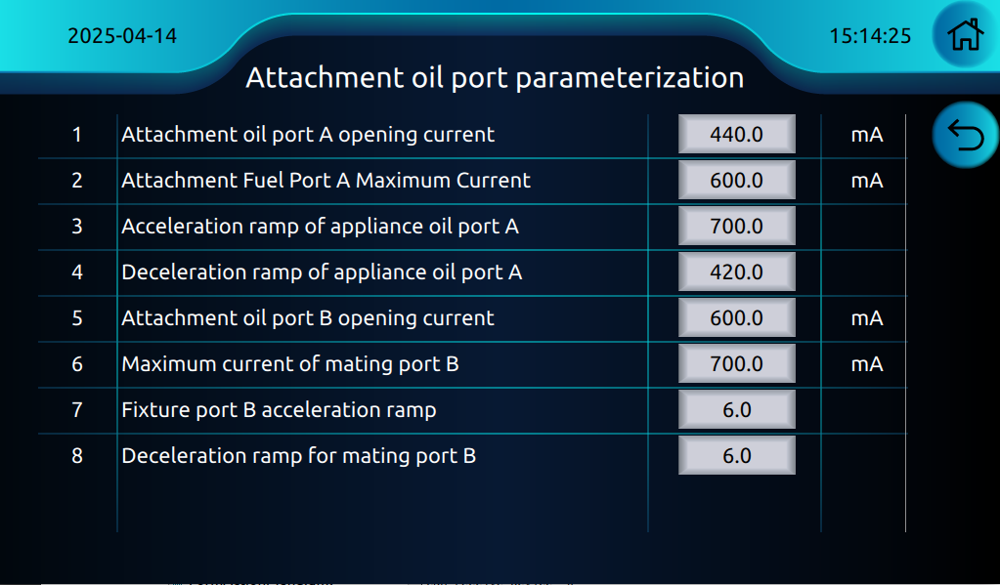 2025-04-14
15:14:25
Attachment oil port parameterization
1 Attachment oil port A opening current 440.0 mA
2 Attachment Fuel Port A Maximum Current 600.0 mA
3 Acceleration ramp of appliance oil port A 700.0
4 Deceleration ramp of appliance oil port A 420.0
5 Attachment oil port B opening current 600.0 mA
6 Maximum current of mating port B 700.0 mA
7 Fixture port B acceleration ramp 6.0
8 Deceleration ramp for mating port B 6.0